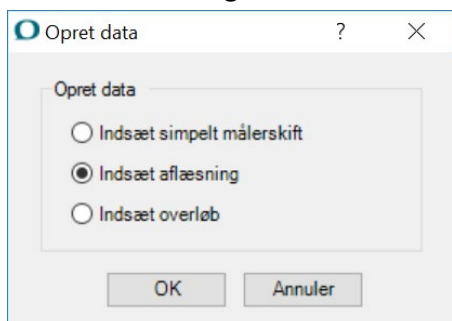 Opret data ?
Opret data
Indsæt simpelt målerskift
Indsæt aflæsning
Indsæt overløb
OK Annuler